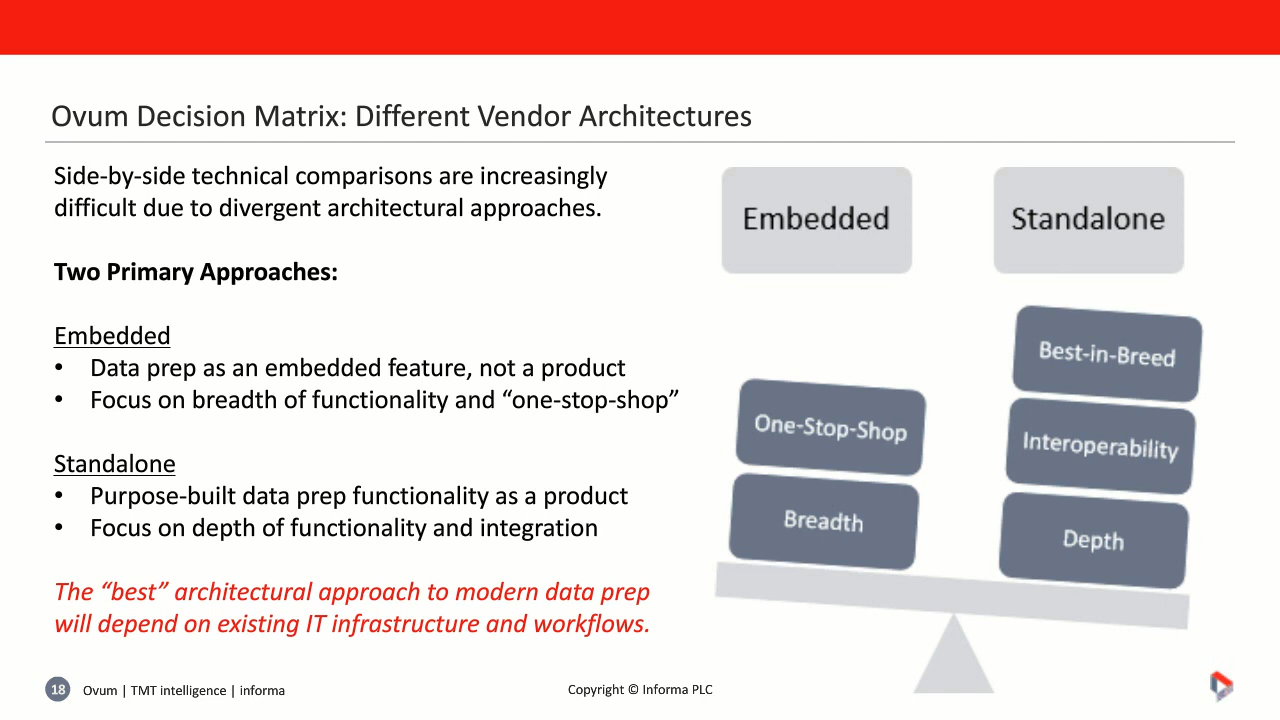 Ovum Decision Matrix: Different Vendor Architectures
Side-by-side technical comparisons are increasingly
difficult due to divergent architectural approaches.
Two Primary Approaches:
Embedded
• Data prep as an embedded feature, not a product
• Focus on breadth of functionality and “one-stop-shop”
Standalone
• Purpose-built data prep functionality as a product
• Focus on depth of functionality and integration
The “best” architectural approach to modern data prep
will depend on existing IT infrastructure and workflows.
Embedded
Standalone
One-Stop-Shop
Breadth
Best-in-Breed
Interoperability
Depth
18 Ovum | TMT intelligence | informa
Copyright © Informa PLC